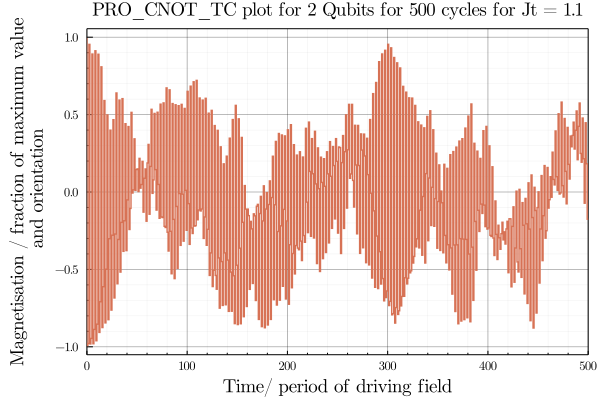 PRO_CNOT_TC plot for 2 Qubits for 500 cycles for Jt = 1.1
Magnetisation / fraction of maximum value
and orientation
1.0
0.5
0.0
−0.5
−1.0
0
100
200
300
400
500
Time/ period of driving field